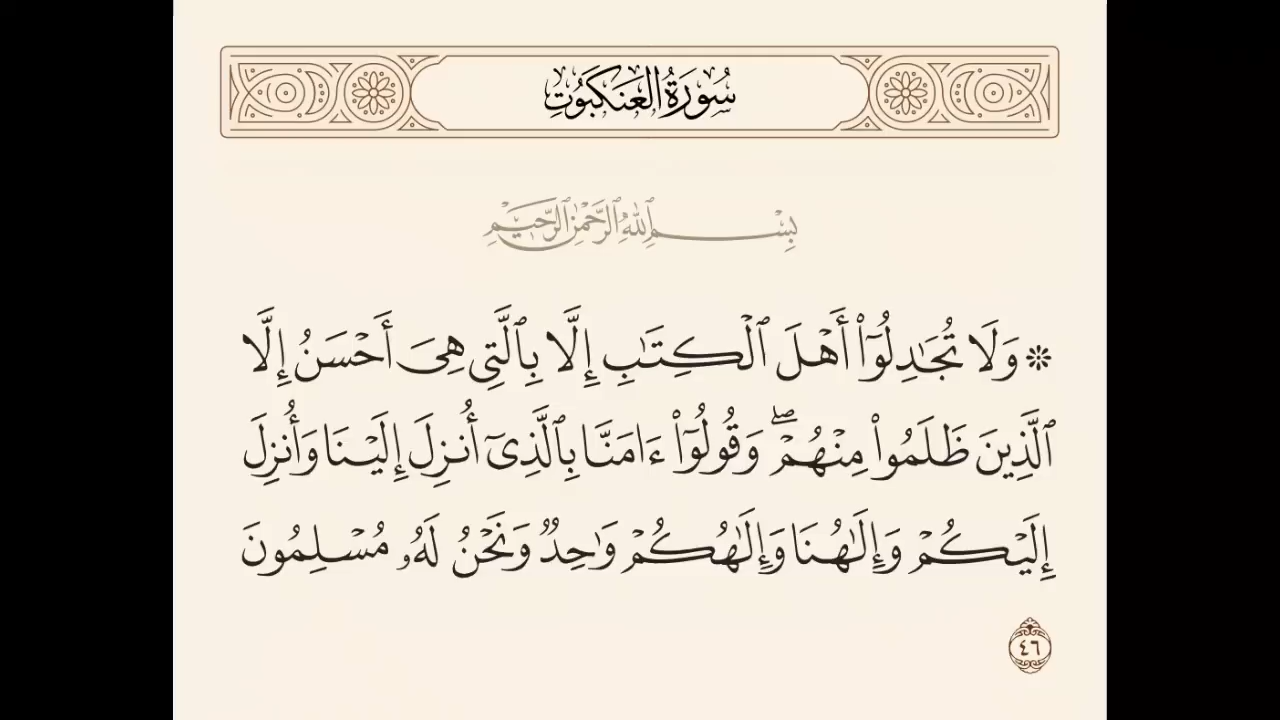 سُورَةُ العَنكَبُوتِ
بِسْمِ ٱللَّهِ ٱلرَّحْمَٰنِ ٱلرَّحِيمِ
۞ وَلَا تُجَٰدِلُوٓا۟ أَهْلَ ٱلْكِتَٰبِ إِلَّا بِٱلَّتِى هِىَ أَحْسَنُ إِلَّا
ٱلَّذِينَ ظَلَمُوا۟ مِنْهُمْ ۖ وَقُولُوٓا۟ ءَامَنَّا بِٱلَّذِىٓ أُنزِلَ إِلَيْنَا وَأُنزِلَ
إِلَيْكُمْ وَإِلَٰهُنَا وَإِلَٰهُكُمْ وَٰحِدٌ وَنَحْنُ لَهُۥ مُسْلِمُونَ
٤٦